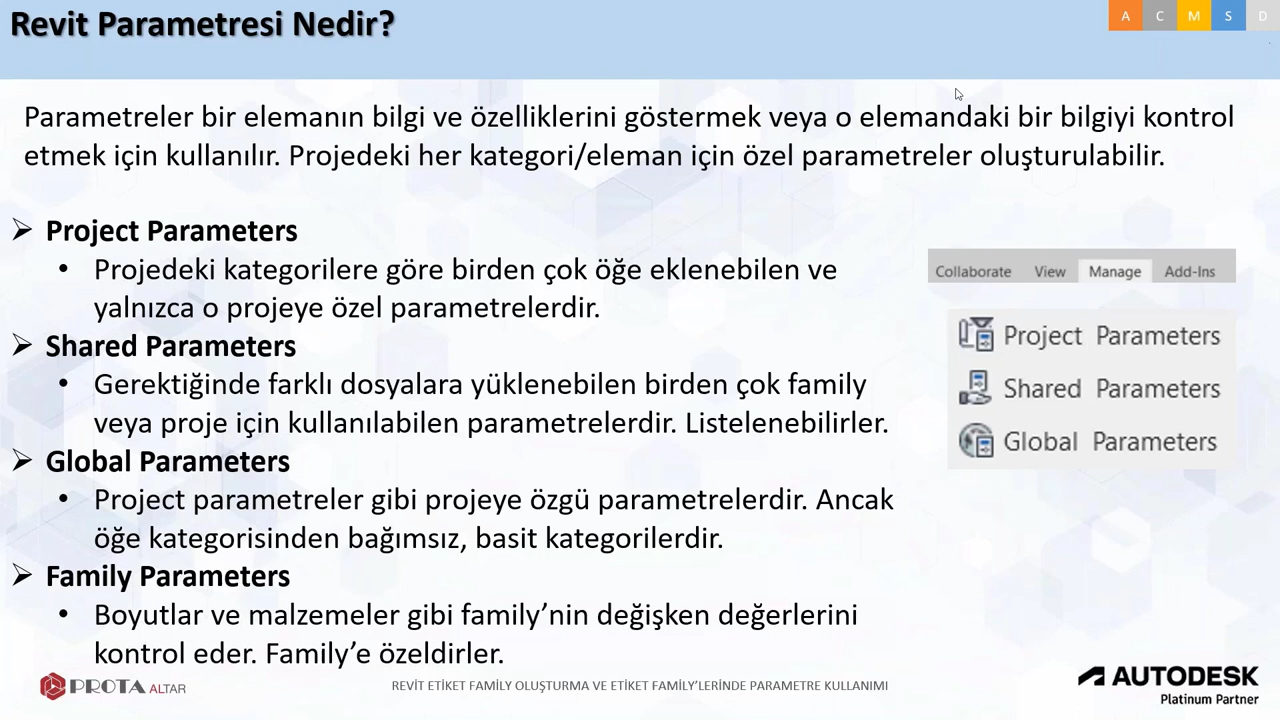 Revit Parametresi Nedir?
A C M S D
Parametreler bir elemanın bilgi ve özelliklerini göstermek veya o elemandaki bir bilgiyi kontrol
etmek için kullanılır. Projedeki her kategori/eleman için özel parametreler oluşturulabilir.
➢ Project Parameters
• Projedeki kategorilere göre birden çok öğe eklenebilen ve
yalnızca o projeye özel parametrelerdir.
➢ Shared Parameters
• Gerektiğinde farklı dosyalara yüklenebilen birden çok family
veya proje için kullanılabilen parametrelerdir. Listelenebilirler.
➢ Global Parameters
• Project parametreler gibi projeye özgü parametrelerdir. Ancak
öğe kategorisinden bağımsız, basit kategorilerdir.
➢ Family Parameters
• Boyutlar ve malzemeler gibi family’nin değişken değerlerini
kontrol eder. Family’e özeldirler.
Collaborate View Manage Add-Ins
Project Parameters
Shared Parameters
Global Parameters
PROTA ALTAR
REVİT ETİKET FAMILY OLUŞTURMA VE ETİKET FAMİLY’LERİNDE PARAMETRE KULLANIMI
AUTODESK
Platinum Partner